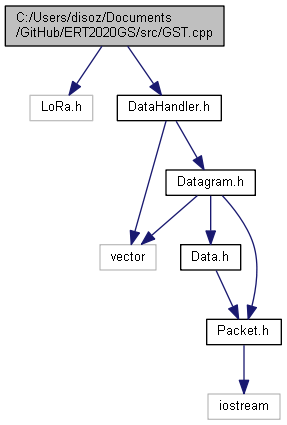 C:/Users/disoz/Documents
/GitHub/ERT2020GS/src/GST.cpp
LoRa.h
DataHandler.h
Datagram.h
vector
Data.h
Packet.h
iostream